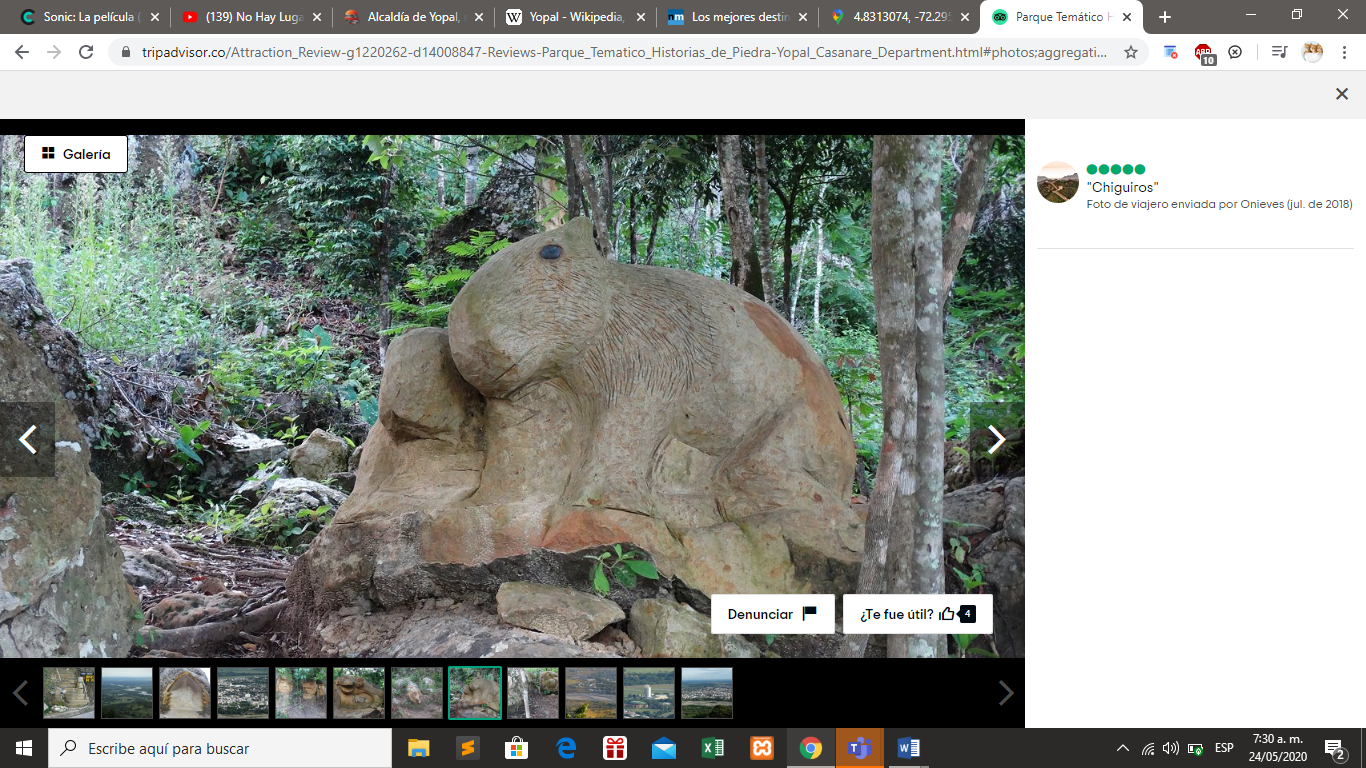 Sonic: La película (
(139) No Hay Luga
Alcaldía de Yopal,
Yopal - Wikipedia,
Los mejores destin
4.8313074, -72.295
Parque Temático H
tripadvisor.co/Attraction_Review-g1220262-d14008847-Reviews-Parque_Tematico_Historias_de_Piedra-Yopal_Casanare_Department.html#photos;aggregati...
10
Galería
"Chiguiros"
Foto de viajero enviada por Onieves (jul. de 2018)
Denunciar
¿Te fue útil? 4
Escribe aquí para buscar
ESP
7:30 a. m.
24/05/2020
2